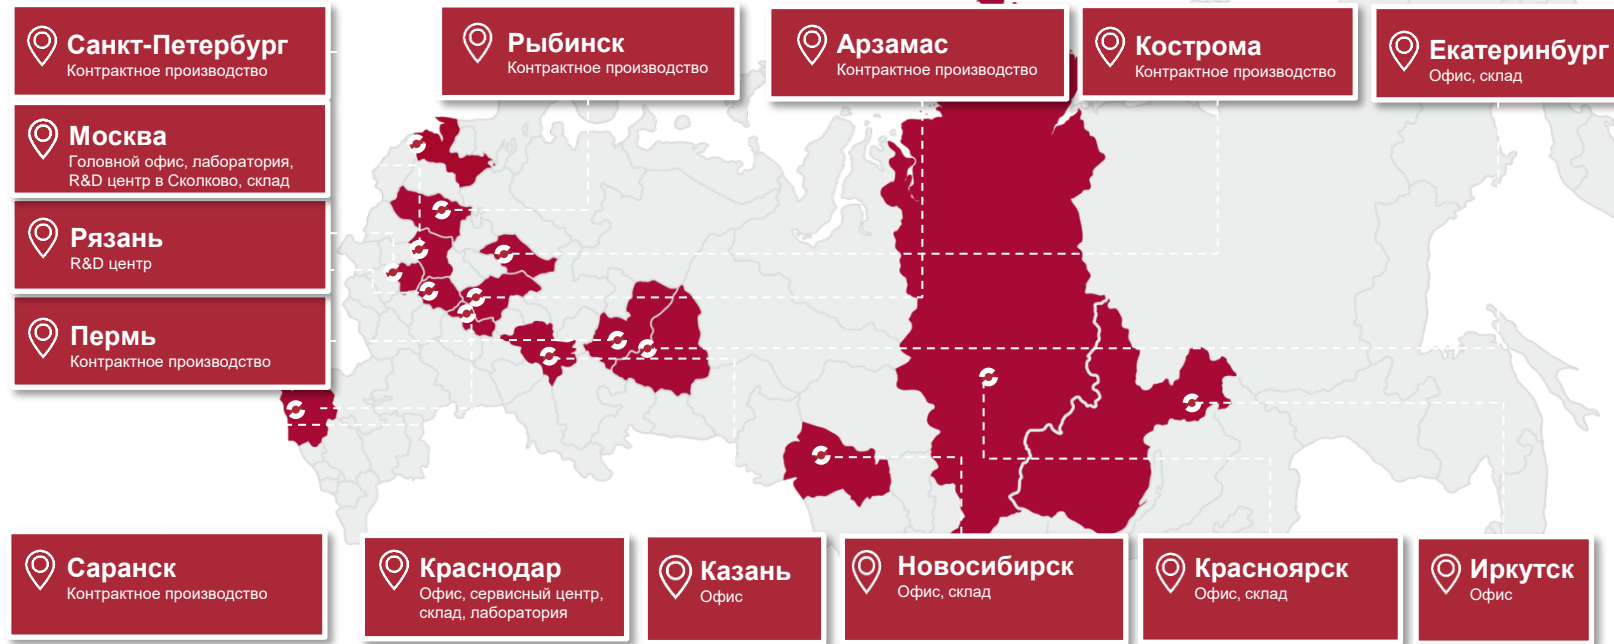 Санкт-Петербург
Контрактное производство
Рыбинск
Контрактное производство
Арзамас
Контрактное производство
Кострома
Контрактное производство
Екатеринбург
Офис, склад
Москва
Головной офис, лаборатория,
R&D центр в Сколково, склад
Рязань
R&D центр
Пермь
Контрактное производство
Саранск
Контрактное производство
Краснодар
Офис, сервисный центр,
склад, лаборатория
Казань
Офис
Новосибирск
Офис, склад
Красноярск
Офис, склад
Иркутск
Офис